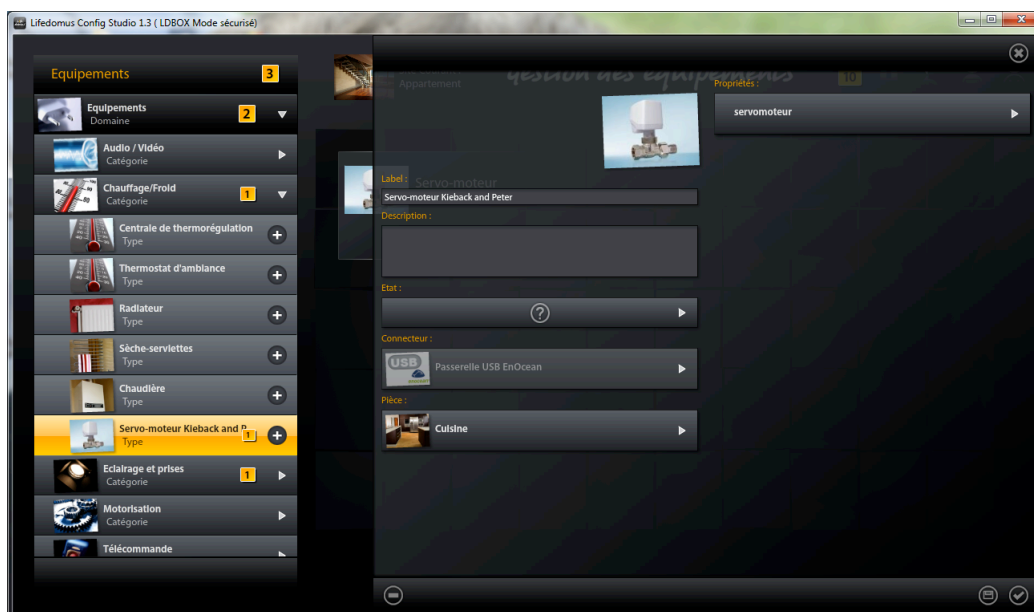 Lifedomus Config Studio 1.3 ( LDBOX Mode sécurisé)
Equipements
3
Equipements
Domaine
2
Audio / Vidéo
Catégorie
Chauffage/Froid
Catégorie
1
Centrale de thermorégulation
Type
Thermostat d'ambiance
Type
Radiateur
Type
Sèche-serviettes
Type
Chaudière
Type
Servo-moteur Kieback and P
Type
1
Eclairage et prises
Catégorie
1
Motorisation
Catégorie
Télécommande
Appartement
gestion des équipements
10
Servo-moteur
Label :
Servo-moteur Kieback and Peter
Description :
Etat :
?
Connecteur :
USB
Passerelle USB EnOcean
Pièce :
Cuisine
Propriétés :
servomoteur